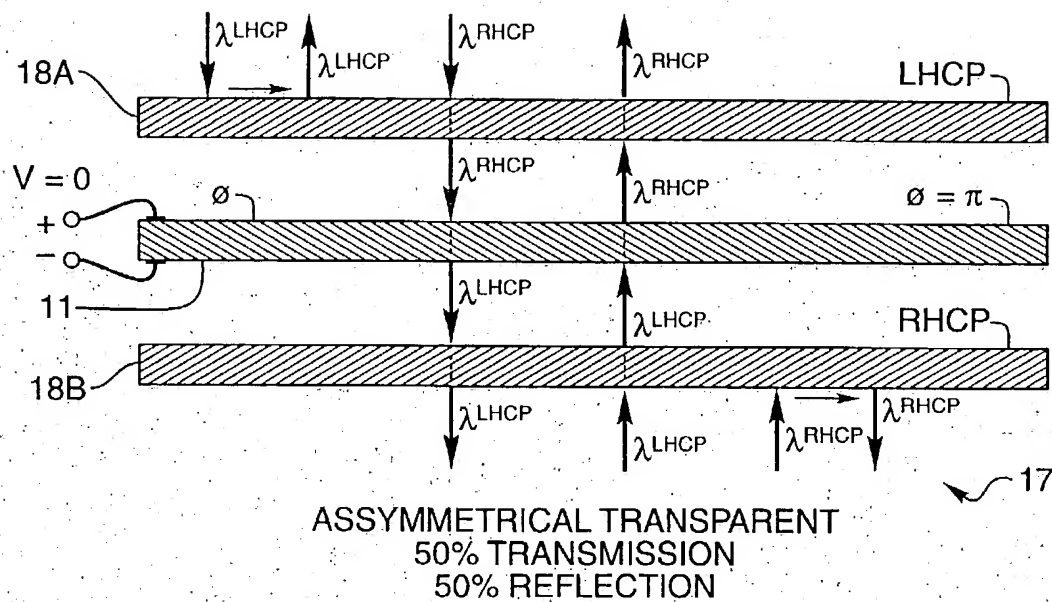 λLHCP
λLHCP
λRHCP
λRHCP
18A
LHCP
V = 0
λRHCP
λRHCP
ø
ø = π
+
−
11
λLHCP
λLHCP
RHCP
18B
λLHCP
λLHCP
λRHCP
λRHCP
17
ASSYMMETRICAL TRANSPARENT
50% TRANSMISSION
50% REFLECTION